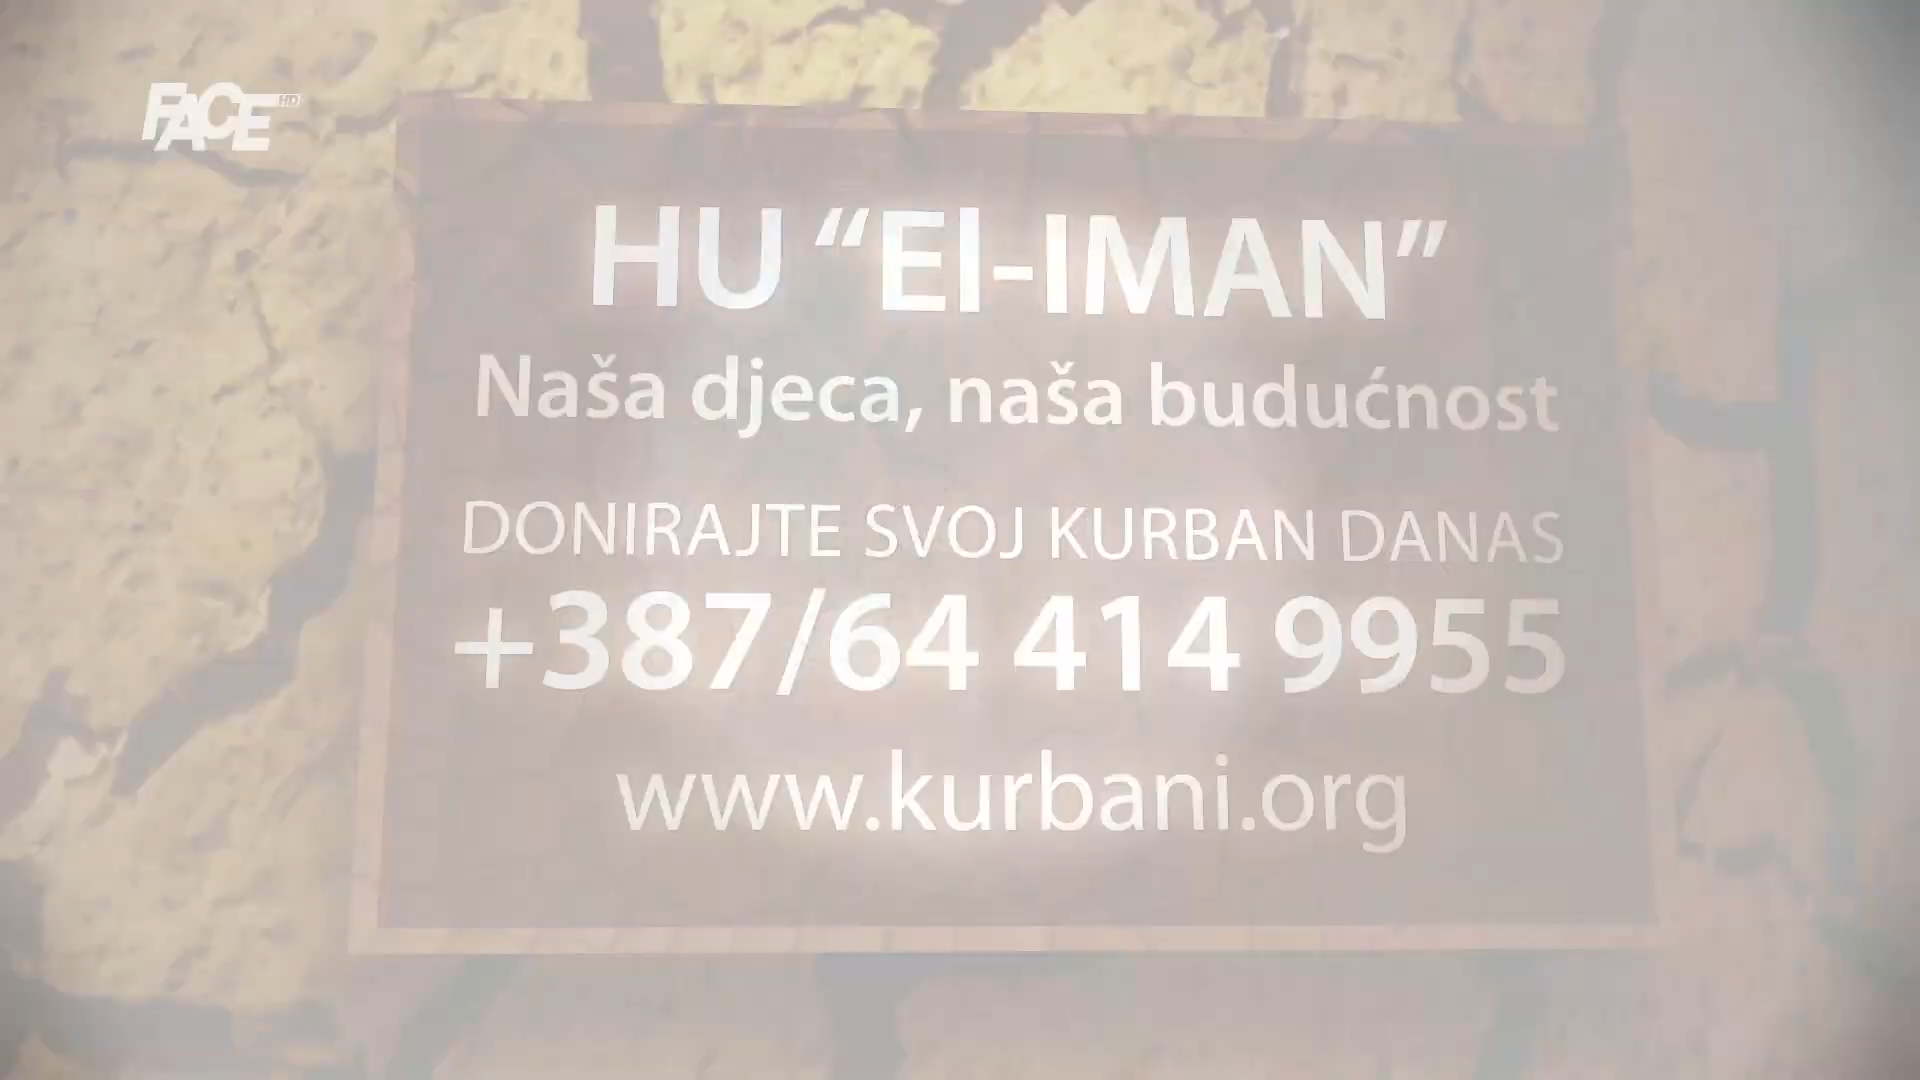 FACE HD
HU “El-IMAN”
Naša djeca, naša budućnost
DONIRAJTE SVOJ KURBAN DANAS
+387/64 414 9955
www.kurbani.org